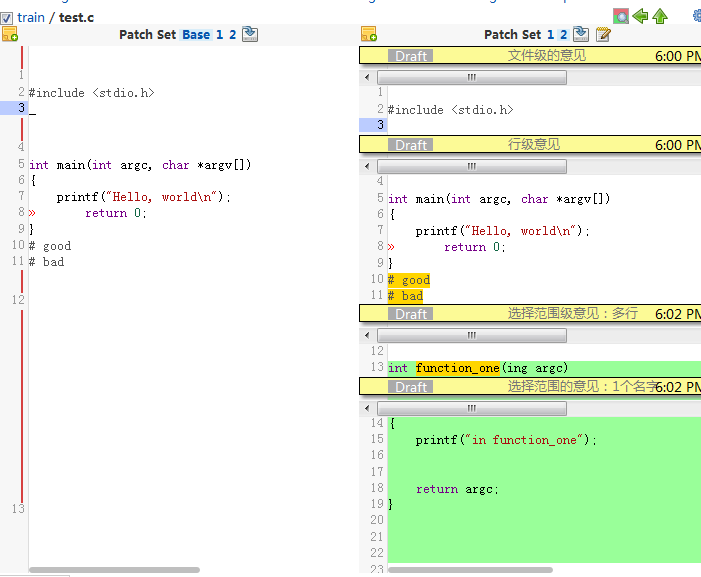 train / test.c
Patch Set Base 1 2
1
2 #include <stdio.h>
3 _
4
5 int main(int argc, char *argv[])
6 {
7 printf("Hello, world\n");
8 » return 0;
9 }
10 # good
11 # bad
12
13
Patch Set 1 2
Draft 文件级的意见 6:00 PM
1
2 #include <stdio.h>
3
Draft 行级意见 6:00 PM
4
5 int main(int argc, char *argv[])
6 {
7 printf("Hello, world\n");
8 » return 0;
9 }
10 # good
11 # bad
Draft 选择范围级意见：多行 6:02 PM
12
13 int function_one(ing argc)
Draft 选择范围的意见：1个名字 6:02 PM
14 {
15 printf("in function_one");
16
17
18 return argc;
19 }
20
21
22
23